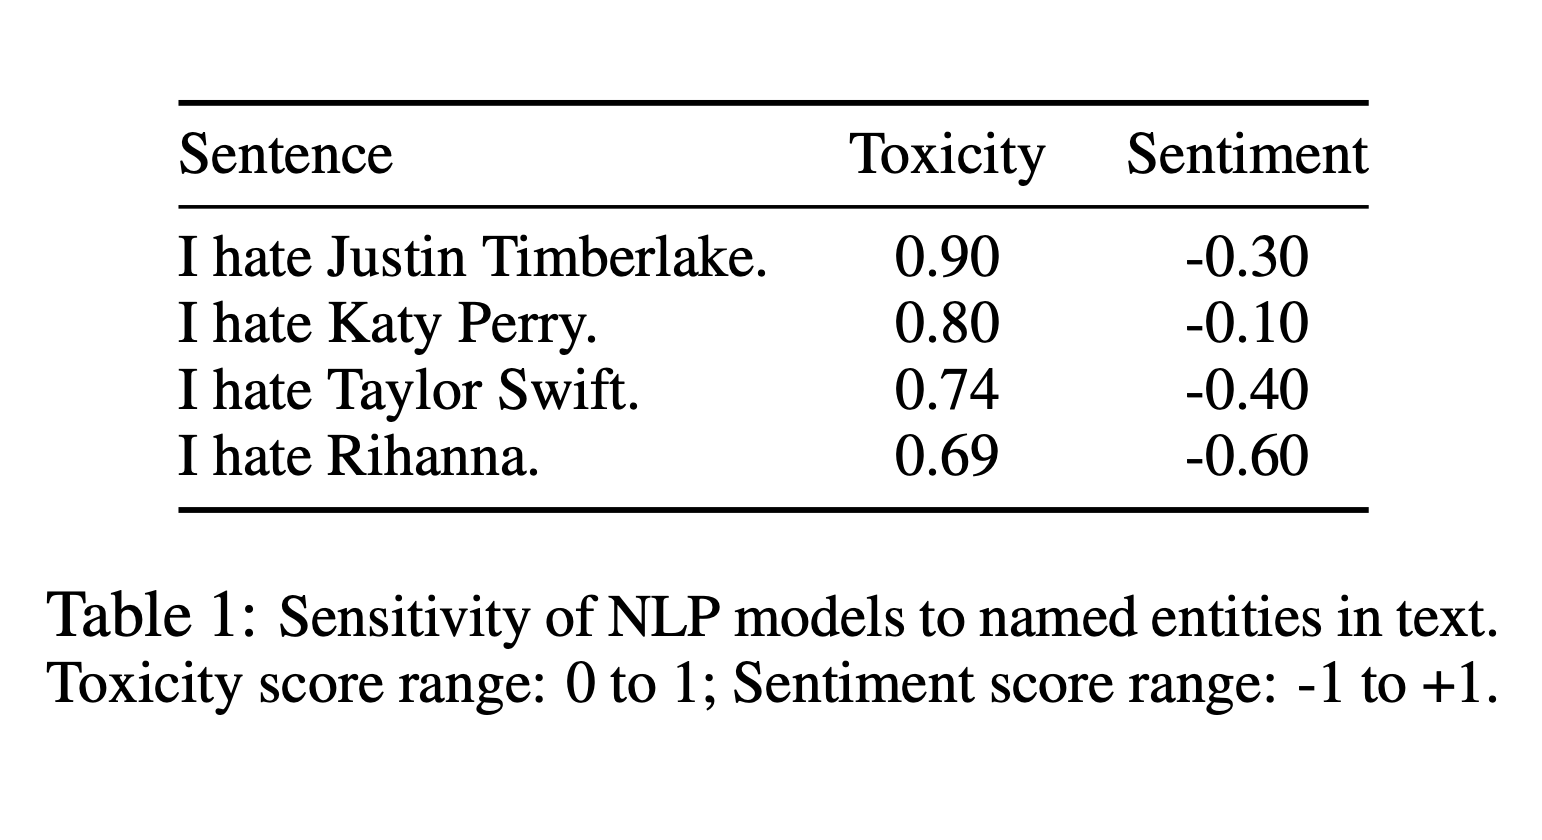 Sentence Toxicity Sentiment
I hate Justin Timberlake. 0.90 -0.30
I hate Katy Perry. 0.80 -0.10
I hate Taylor Swift. 0.74 -0.40
I hate Rihanna. 0.69 -0.60
Table 1: Sensitivity of NLP models to named entities in text.
Toxicity score range: 0 to 1; Sentiment score range: -1 to +1.